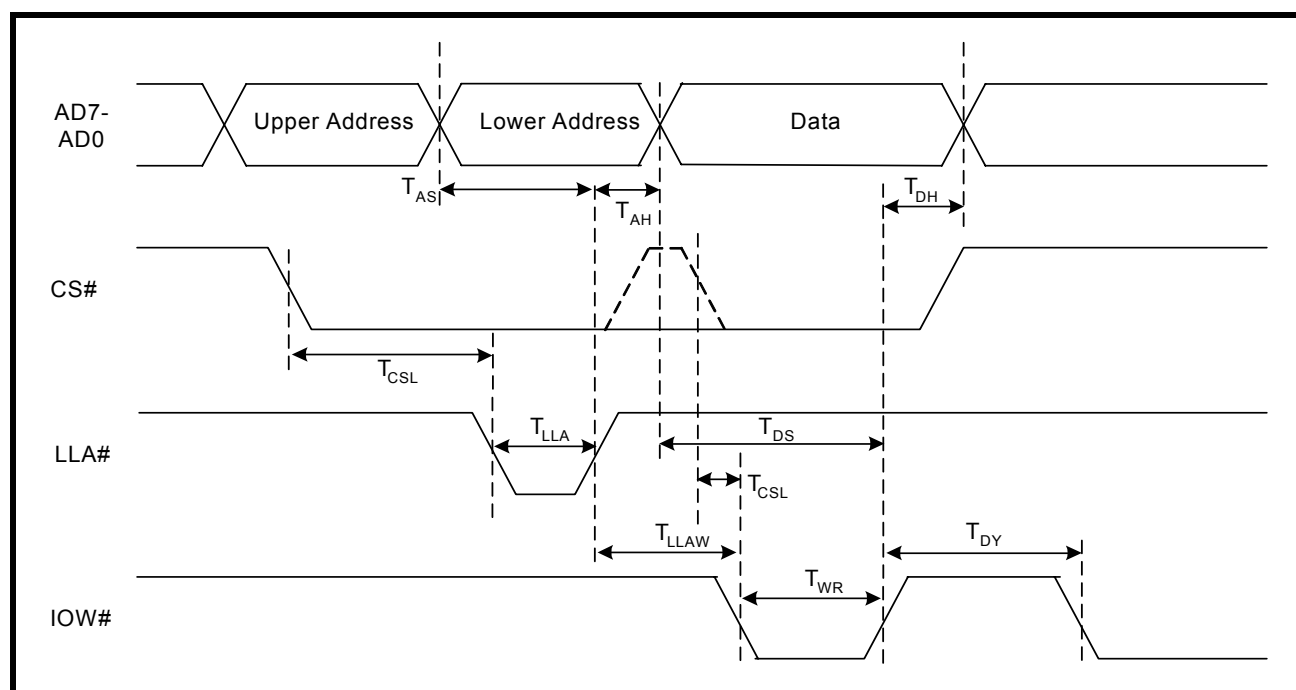 AD7-
AD0
Upper Address
Lower Address
Data
TAS
TAH
TDH
CS#
TCSL
LLA#
TLLA
TDS
TCSL
TLLAW
TDY
TWR
IOW#